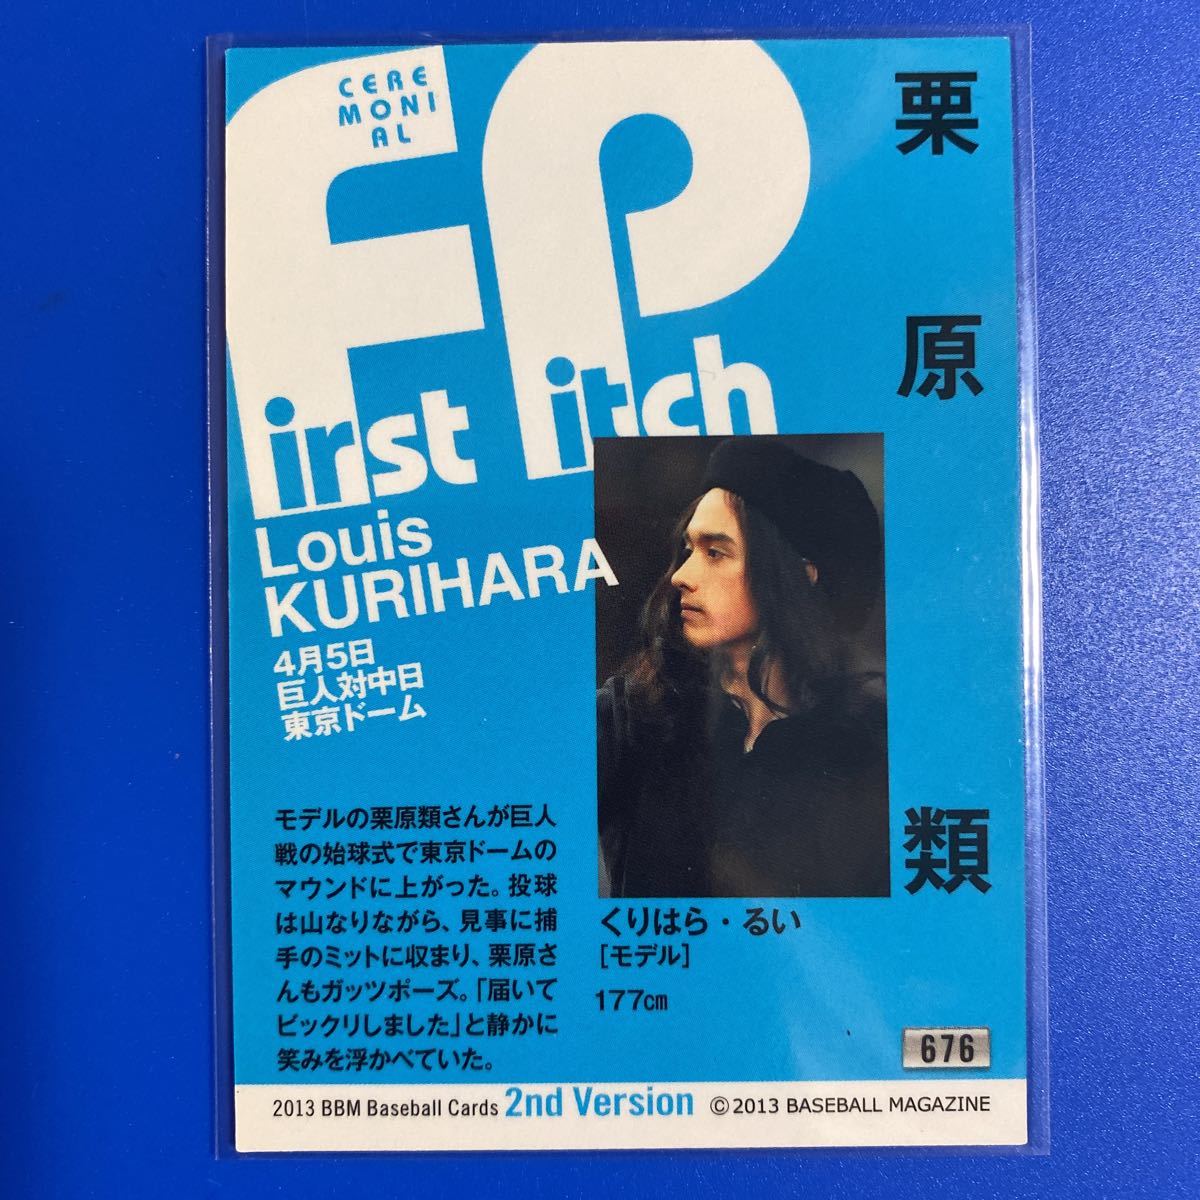 CERE
MONI
AL
First Pitch
Louis
KURIHARA
4月5日
巨人対中日
東京ドーム
栗原類
モデルの栗原類さんが巨人
戦の始球式で東京ドームの
マウンドに上がった。投球
は山なりながら、見事に捕
手のミットに収まり、栗原さ
んもガッツポーズ。「届いて
ビックリしました」と静かに
笑みを浮かべていた。
くりはら・るい
[モデル]
177cm
676
2013 BBM Baseball Cards 2nd Version ©2013 BASEBALL MAGAZINE